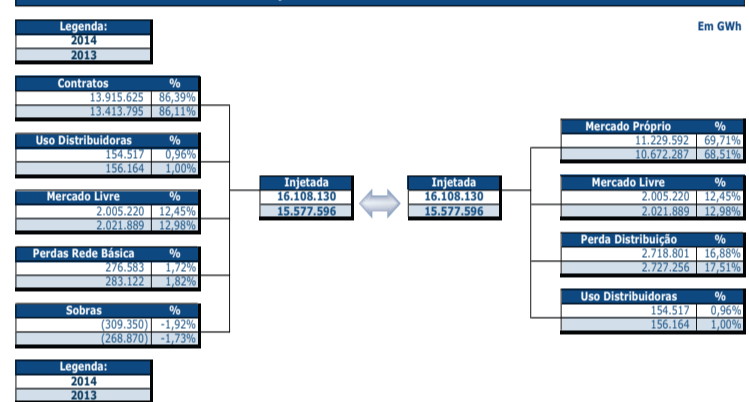 Em GWh
Legenda:
2014
2013
Contratos %
13.915.625 86,39%
13.413.795 86,11%
Uso Distribuidoras %
154.517 0,96%
156.164 1,00%
Mercado Livre %
2.005.220 12,45%
2.021.889 12,98%
Perdas Rede Básica %
276.583 1,72%
283.122 1,82%
Sobras %
(309.350) -1,92%
(268.870) -1,73%
Legenda:
2014
2013
Injetada
16.108.130
15.577.596
Injetada
16.108.130
15.577.596
Mercado Próprio %
11.229.592 69,71%
10.672.287 68,51%
Mercado Livre %
2.005.220 12,45%
2.021.889 12,98%
Perda Distribuição %
2.718.801 16,88%
2.727.256 17,51%
Uso Distribuidoras %
154.517 0,96%
156.164 1,00%